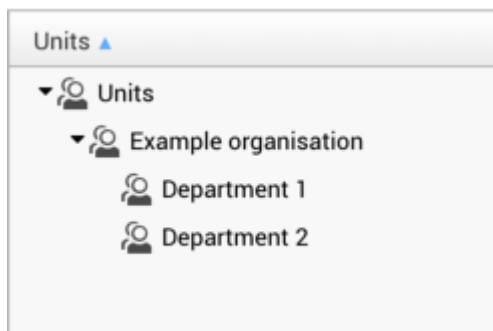 Units
Units
Example organisation
Department 1
Department 2